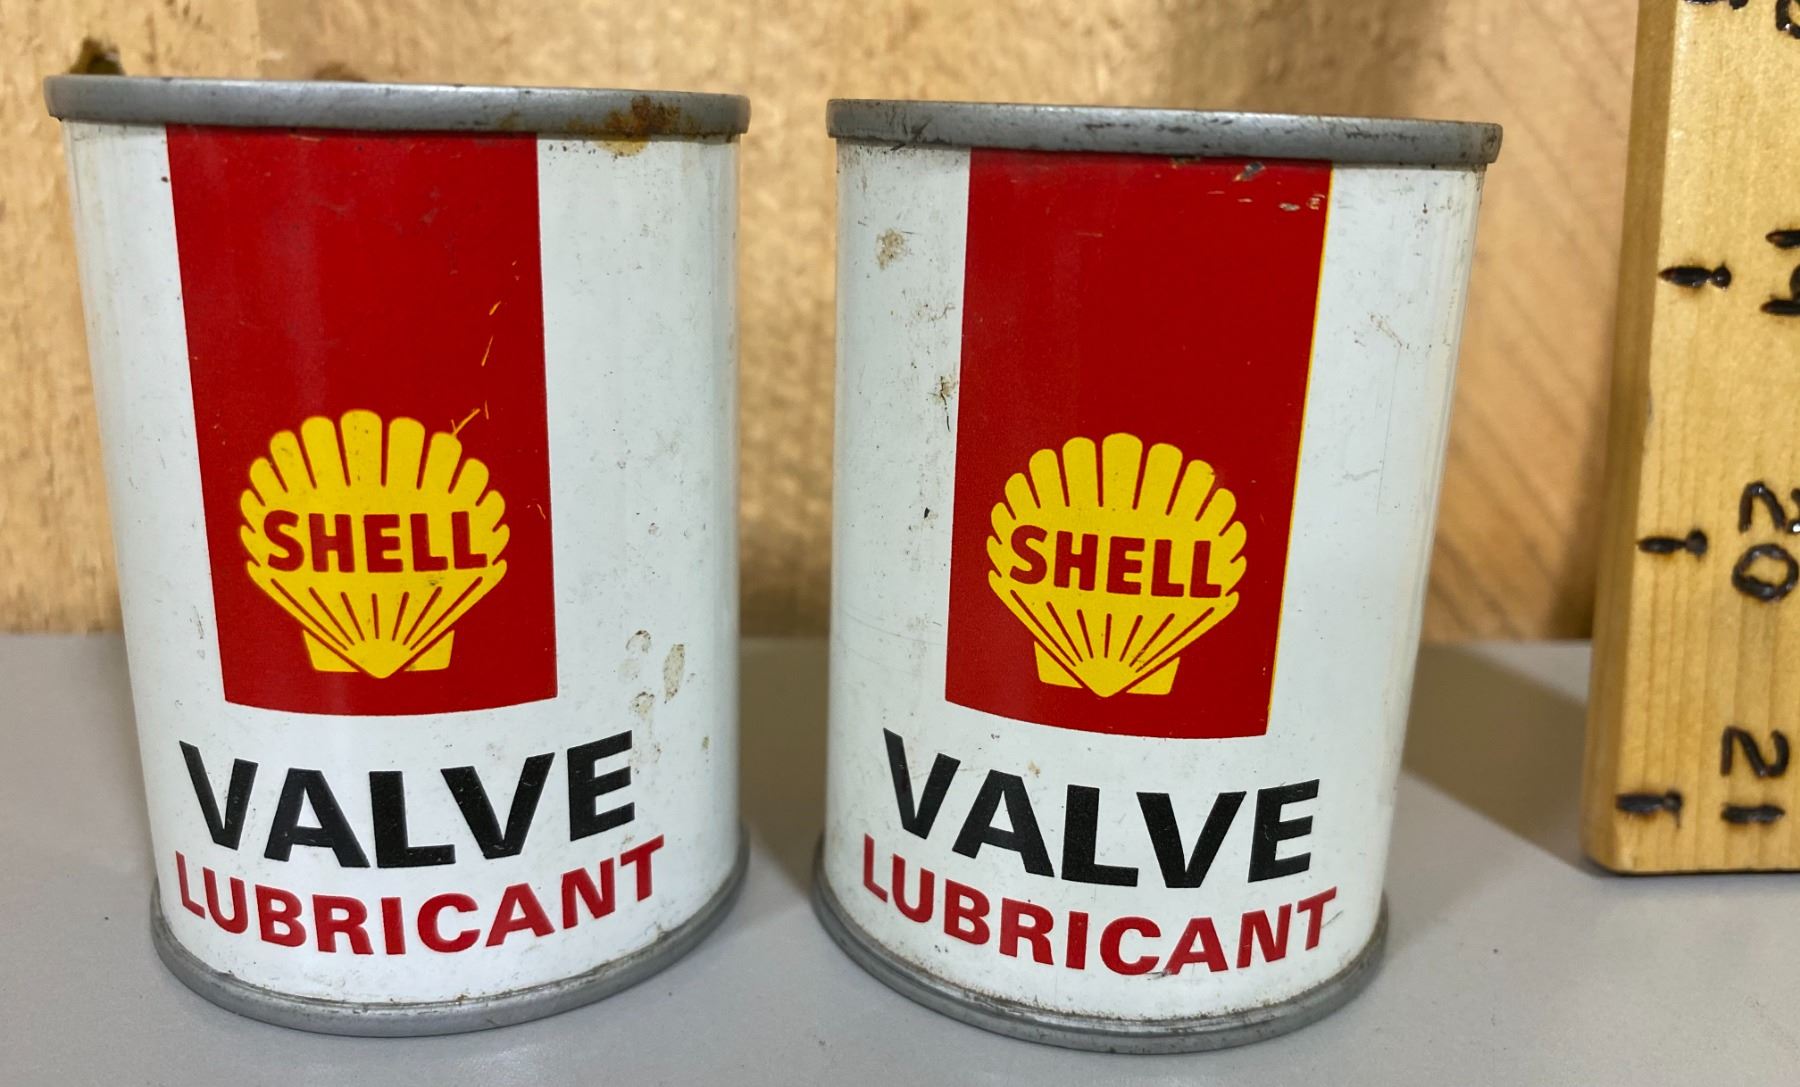 SHELL
VALVE
LUBRICANT
SHELL
VALVE
LUBRICANT
19
20
21